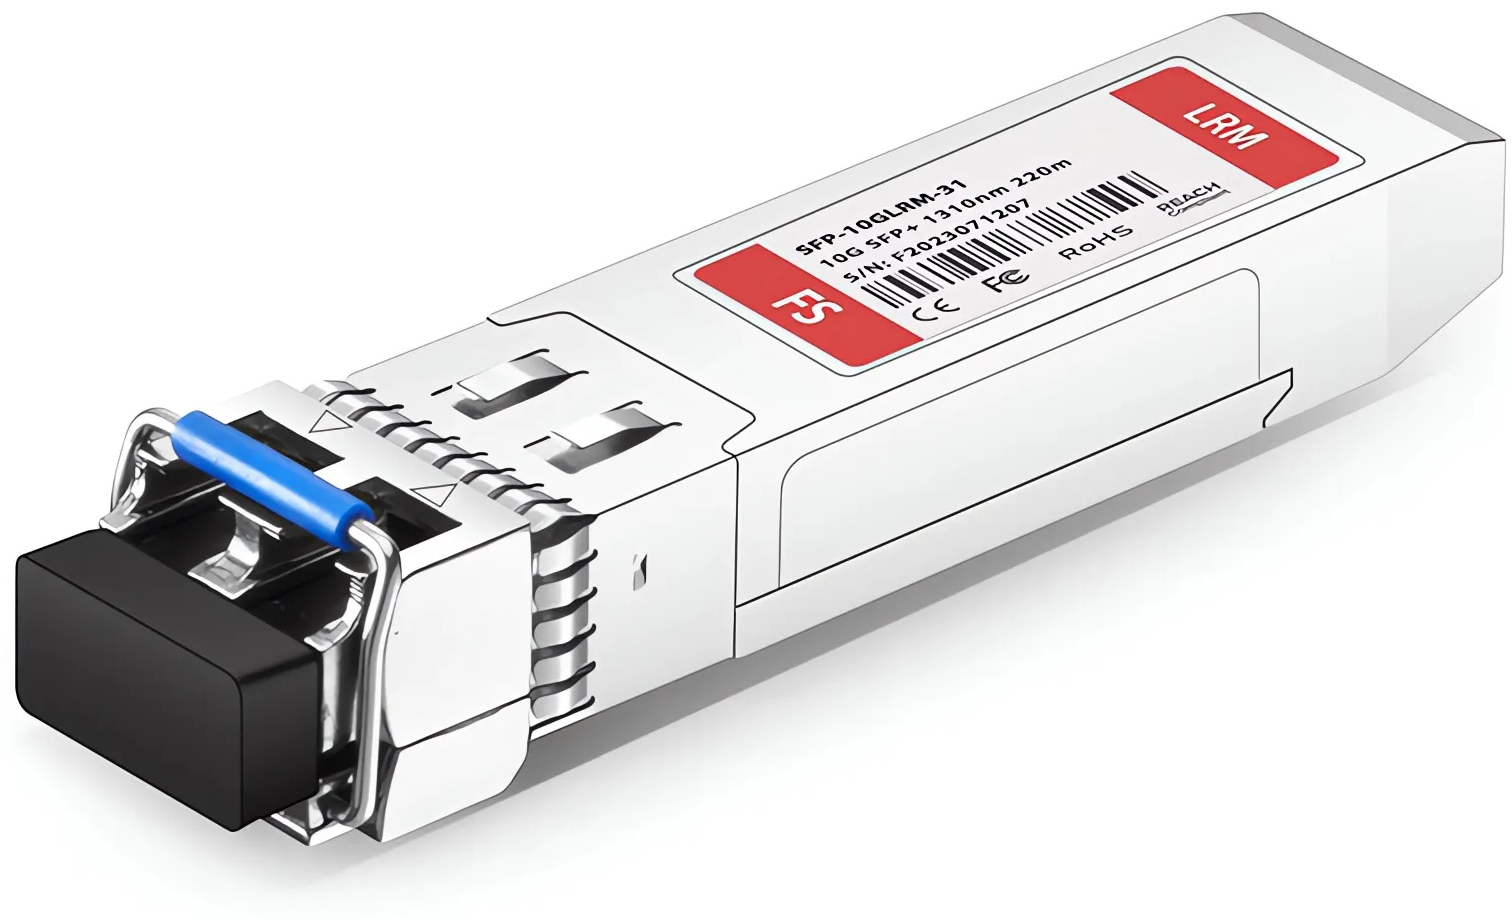 FS
SFP-10GLRM-31
10G SFP+ 1310nm 220m
S/N: F2023071207
CE FC RoHS REACH
LRM